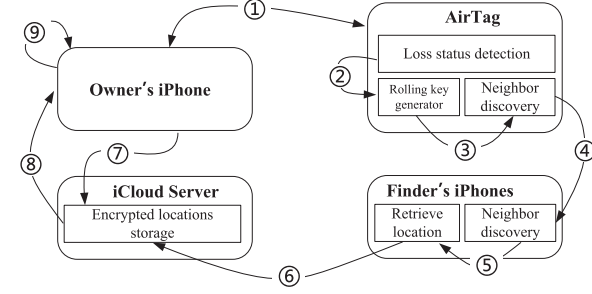 ①
⑨
AirTag
Loss status detection
Owner's iPhone
②
Rolling key
generator
Neighbor
discovery
③
④
⑦
⑧
iCloud Server
Encrypted locations
storage
Finder's iPhones
Retrieve
location
Neighbor
discovery
⑤
⑥